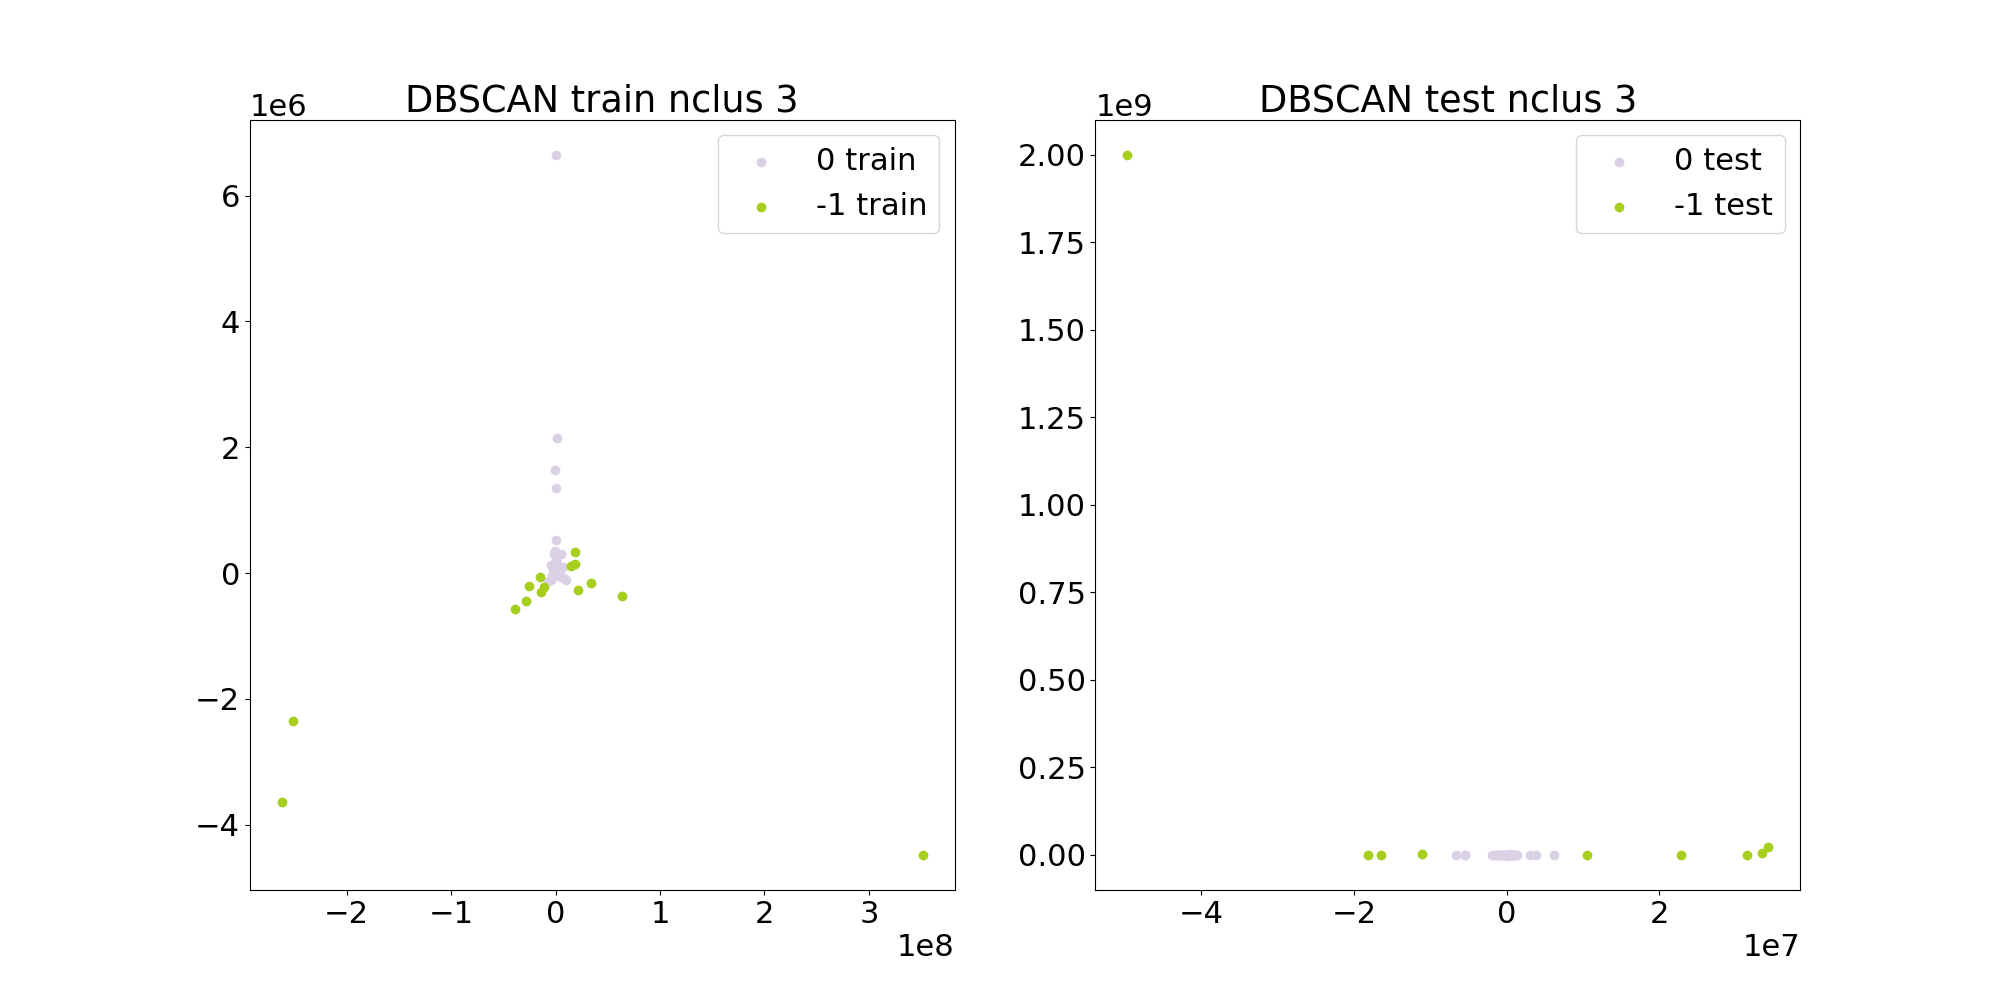 DBSCAN train nclus 3
1e6
0 train
-1 train
6
4
2
0
−2
−4
−2 −1 0 1 2 3
1e8
DBSCAN test nclus 3
1e9
0 test
-1 test
2.00
1.75
1.50
1.25
1.00
0.75
0.50
0.25
0.00
−4 −2 0 2
1e7